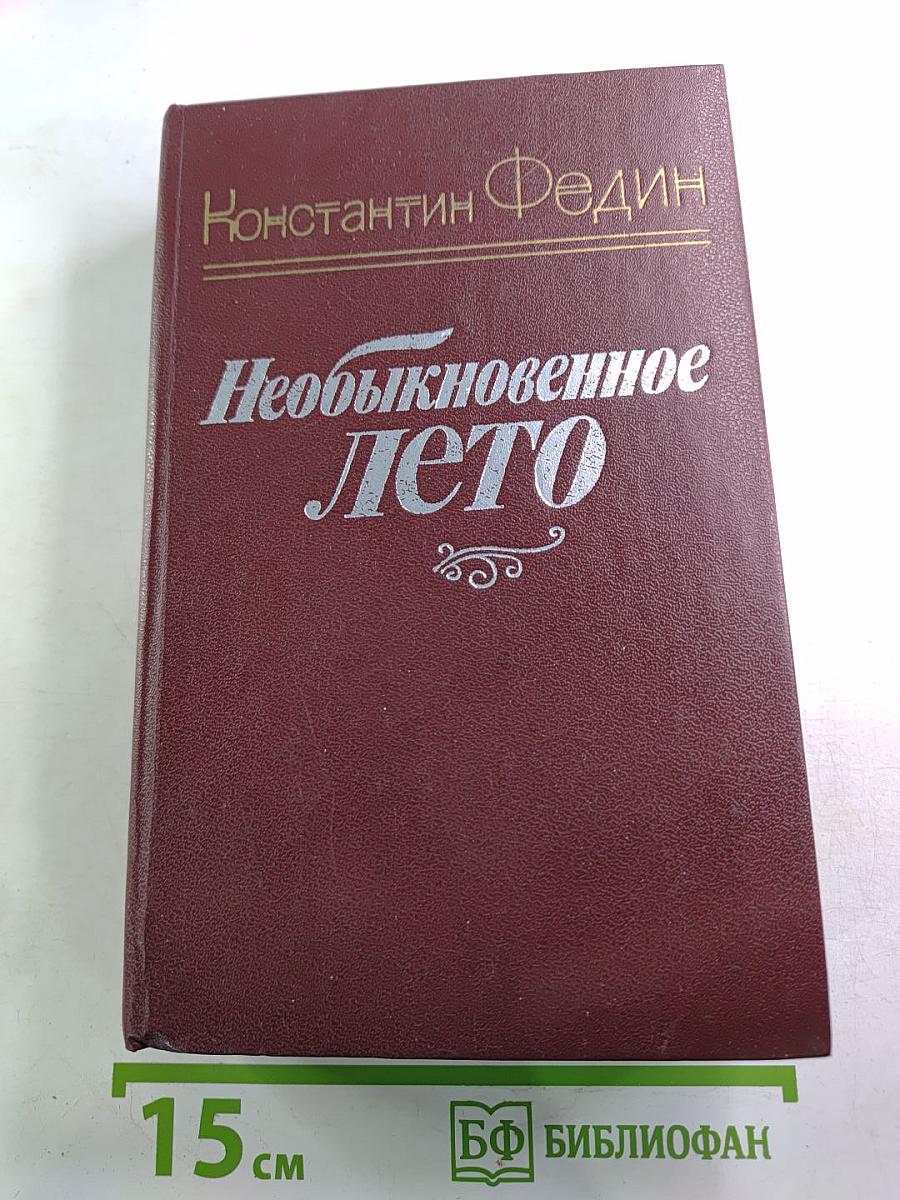 Константин Федин
Необыкновенное
лето
15 см
БФ БИБЛИОФАН